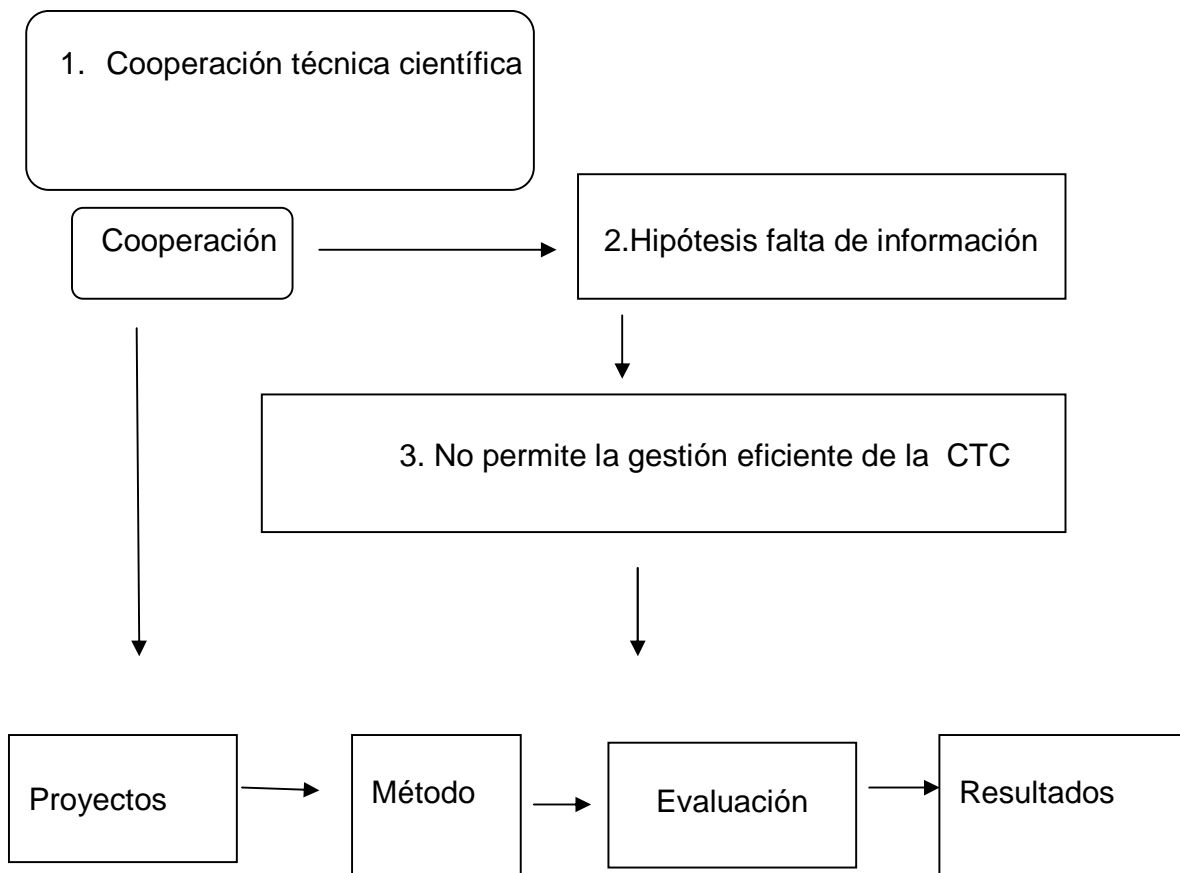 1. Cooperación técnica científica
Cooperación
2.Hipótesis falta de información
3. No permite la gestión eficiente de la CTC
Proyectos
Método
Evaluación
Resultados